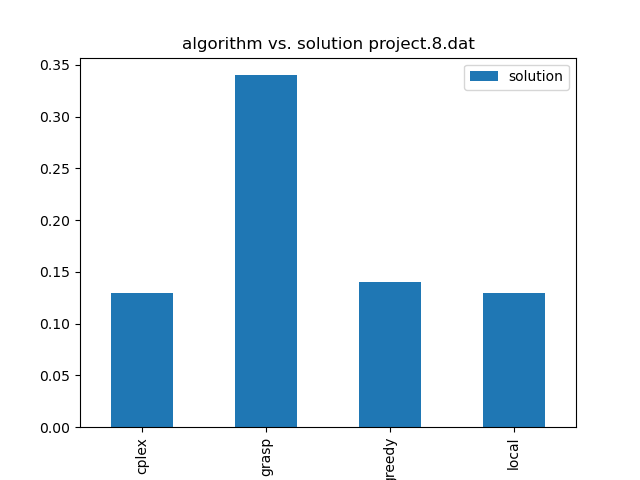 algorithm vs. solution project.8.dat
solution
0.35
0.30
0.25
0.20
0.15
0.10
0.05
0.00
cplex
grasp
greedy
local